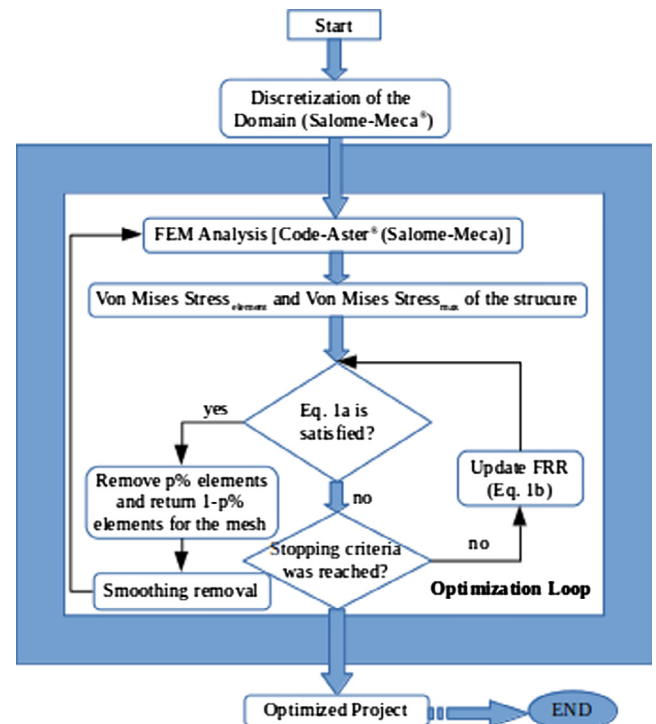 Start
Discretization of the
Domain (Salome-Meca®)
FEM Analysis [Code-Aster® (Salome-Meca)]
Von Mises Stress element and Von Mises Stress max of the strucure
Eq. 1a is
satisfied?
yes
Remove p% elements
and return 1-p%
elements for the mesh
Smoothing removal
no
Stopping criteria
was reached?
no
Update FRR
(Eq. 1b)
Optimization Loop
Optimized Project
END